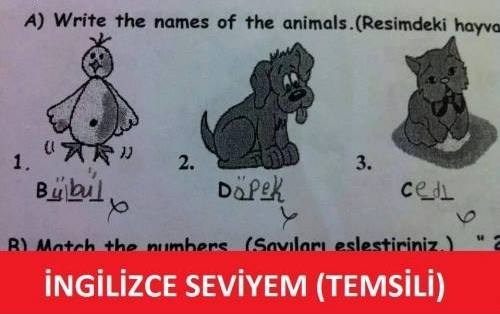 A) Write the names of the animals.(Resimdeki hayva
1. 2. 3.
Bülbül Döpek Cedı
B) Match the numbers. (Sayıları eşleştiriniz.) " 2
İNGİLİZCE SEVİYEM (TEMSİLİ)